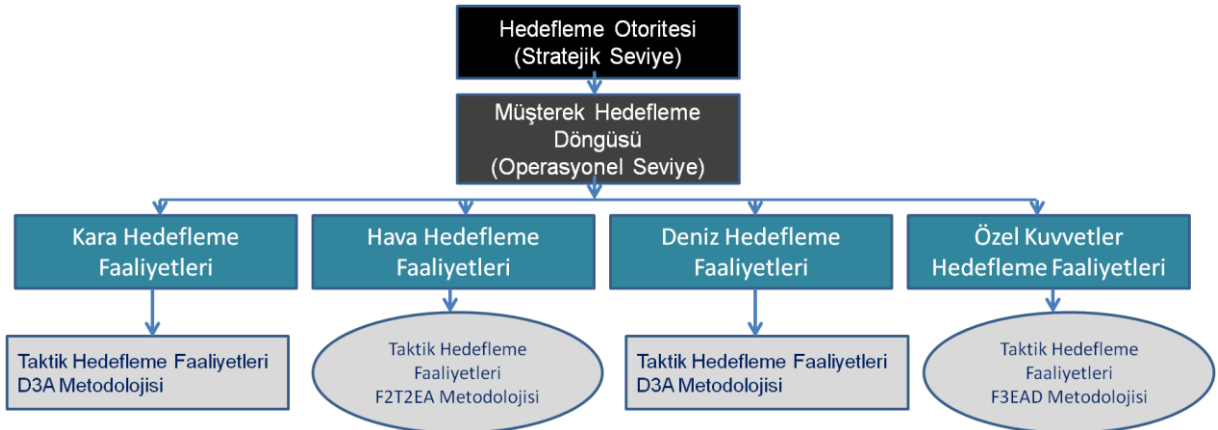 Hedefleme Otoritesi
(Stratejik Seviye)
Müşterek Hedefleme
Döngüsü
(Operasyonel Seviye)
Kara Hedefleme
Faaliyetleri
Hava Hedefleme
Faaliyetleri
Deniz Hedefleme
Faaliyetleri
Özel Kuvvetler
Hedefleme Faaliyetleri
Taktik Hedefleme Faaliyetleri
D3A Metodolojisi
Taktik Hedefleme
Faaliyetleri
F2T2EA Metodolojisi
Taktik Hedefleme Faaliyetleri
D3A Metodolojisi
Taktik Hedefleme
Faaliyetleri
F3EAD Metodolojisi